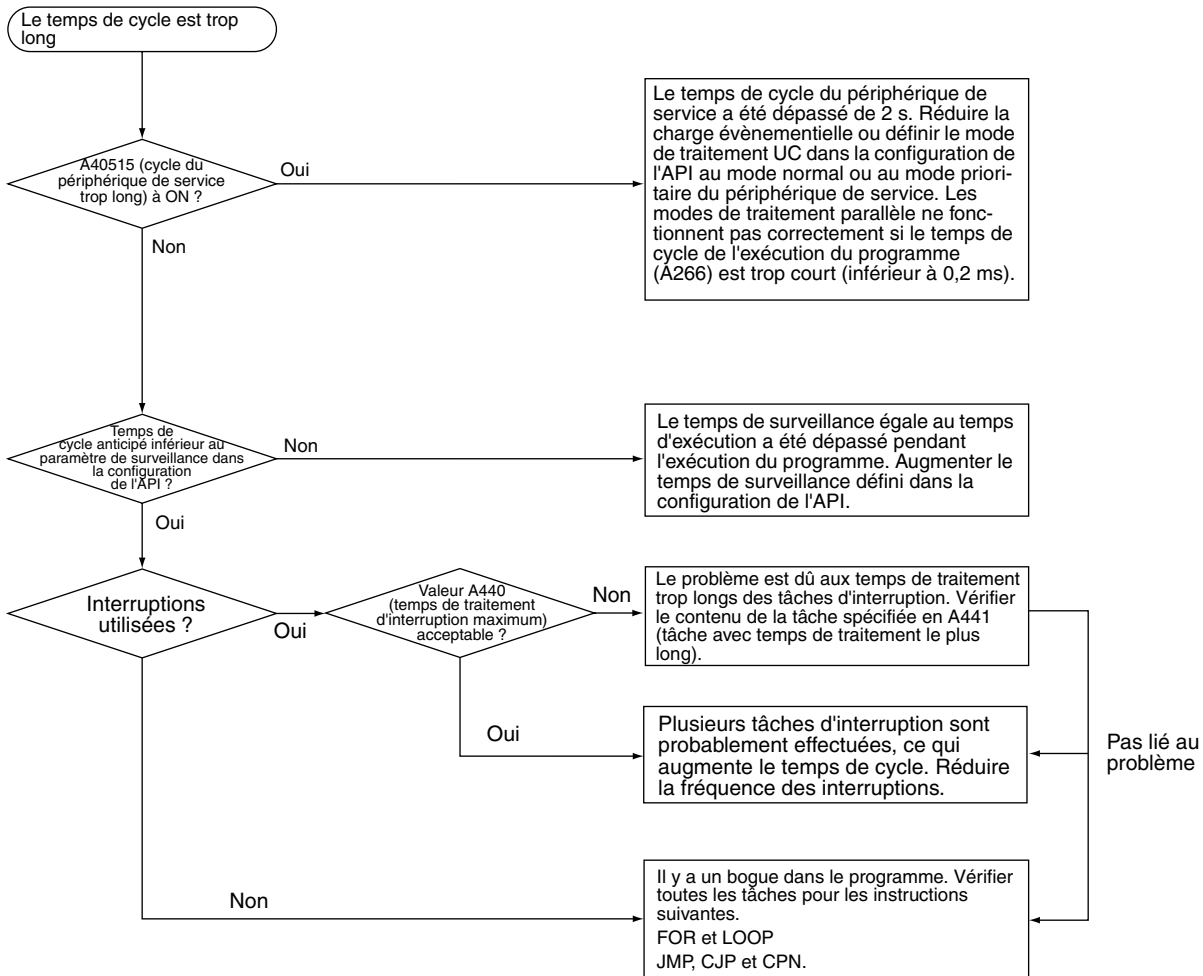 Le temps de cycle est trop
long
A40515 (cycle du
périphérique de service
trop long) à ON ?
Oui
Le temps de cycle du périphérique de
service a été dépassé de 2 s. Réduire la
charge évènementielle ou définir le mode
de traitement UC dans la configuration de
l'API au mode normal ou au mode priori-
taire du périphérique de service. Les
modes de traitement parallèle ne fonc-
tionnent pas correctement si le temps de
cycle de l'exécution du programme
(A266) est trop court (inférieur à 0,2 ms).
Non
Temps de
cycle anticipé inférieur au
paramètre de surveillance dans
la configuration
de l'API ?
Non
Le temps de surveillance égale au temps
d'exécution a été dépassé pendant
l'exécution du programme. Augmenter le
temps de surveillance défini dans la
configuration de l'API.
Oui
Interruptions
utilisées ?
Oui
Valeur A440
(temps de traitement
d'interruption maximum)
acceptable ?
Non
Le problème est dû aux temps de traitement
trop longs des tâches d'interruption. Vérifier
le contenu de la tâche spécifiée en A441
(tâche avec temps de traitement le plus
long).
Oui
Plusieurs tâches d'interruption sont
probablement effectuées, ce qui
augmente le temps de cycle. Réduire
la fréquence des interruptions.
Pas lié au
problème
Non
Il y a un bogue dans le programme. Vérifier
toutes les tâches pour les instructions
suivantes.
FOR et LOOP
JMP, CJP et CPN.